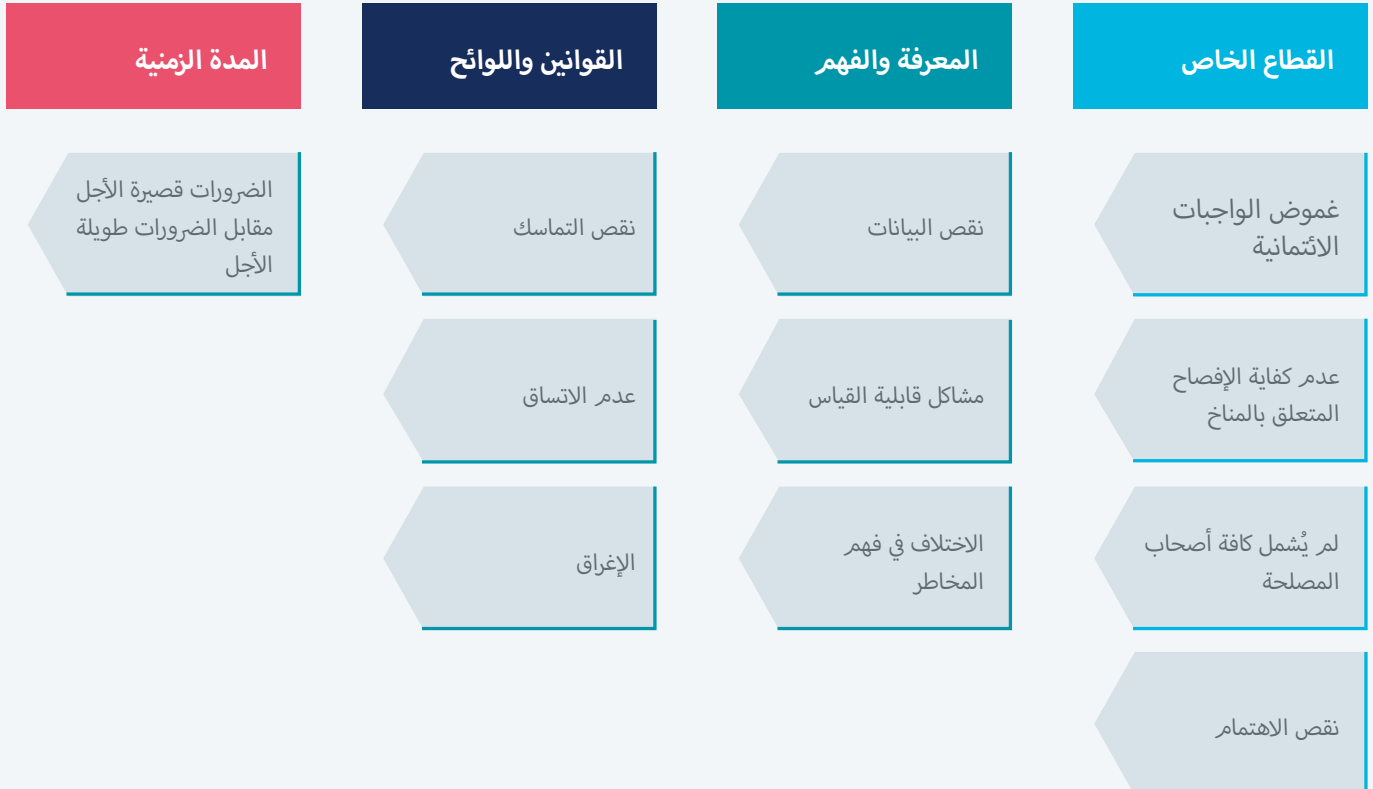 القطاع الخاص
غموض الواجبات
الائتمانية
عدم كفاية الإفصاح
المتعلق بالمناخ
لم يُشمل كافة أصحاب
المصلحة
نقص الاهتمام
المعرفة والفهم
نقص البيانات
مشاكل قابلية القياس
الاختلاف في فهم
المخاطر
القوانين واللوائح
نقص التماسك
عدم الاتساق
الإغراق
المدة الزمنية
الضرورات قصيرة الأجل
مقابل الضرورات طويلة
الأجل